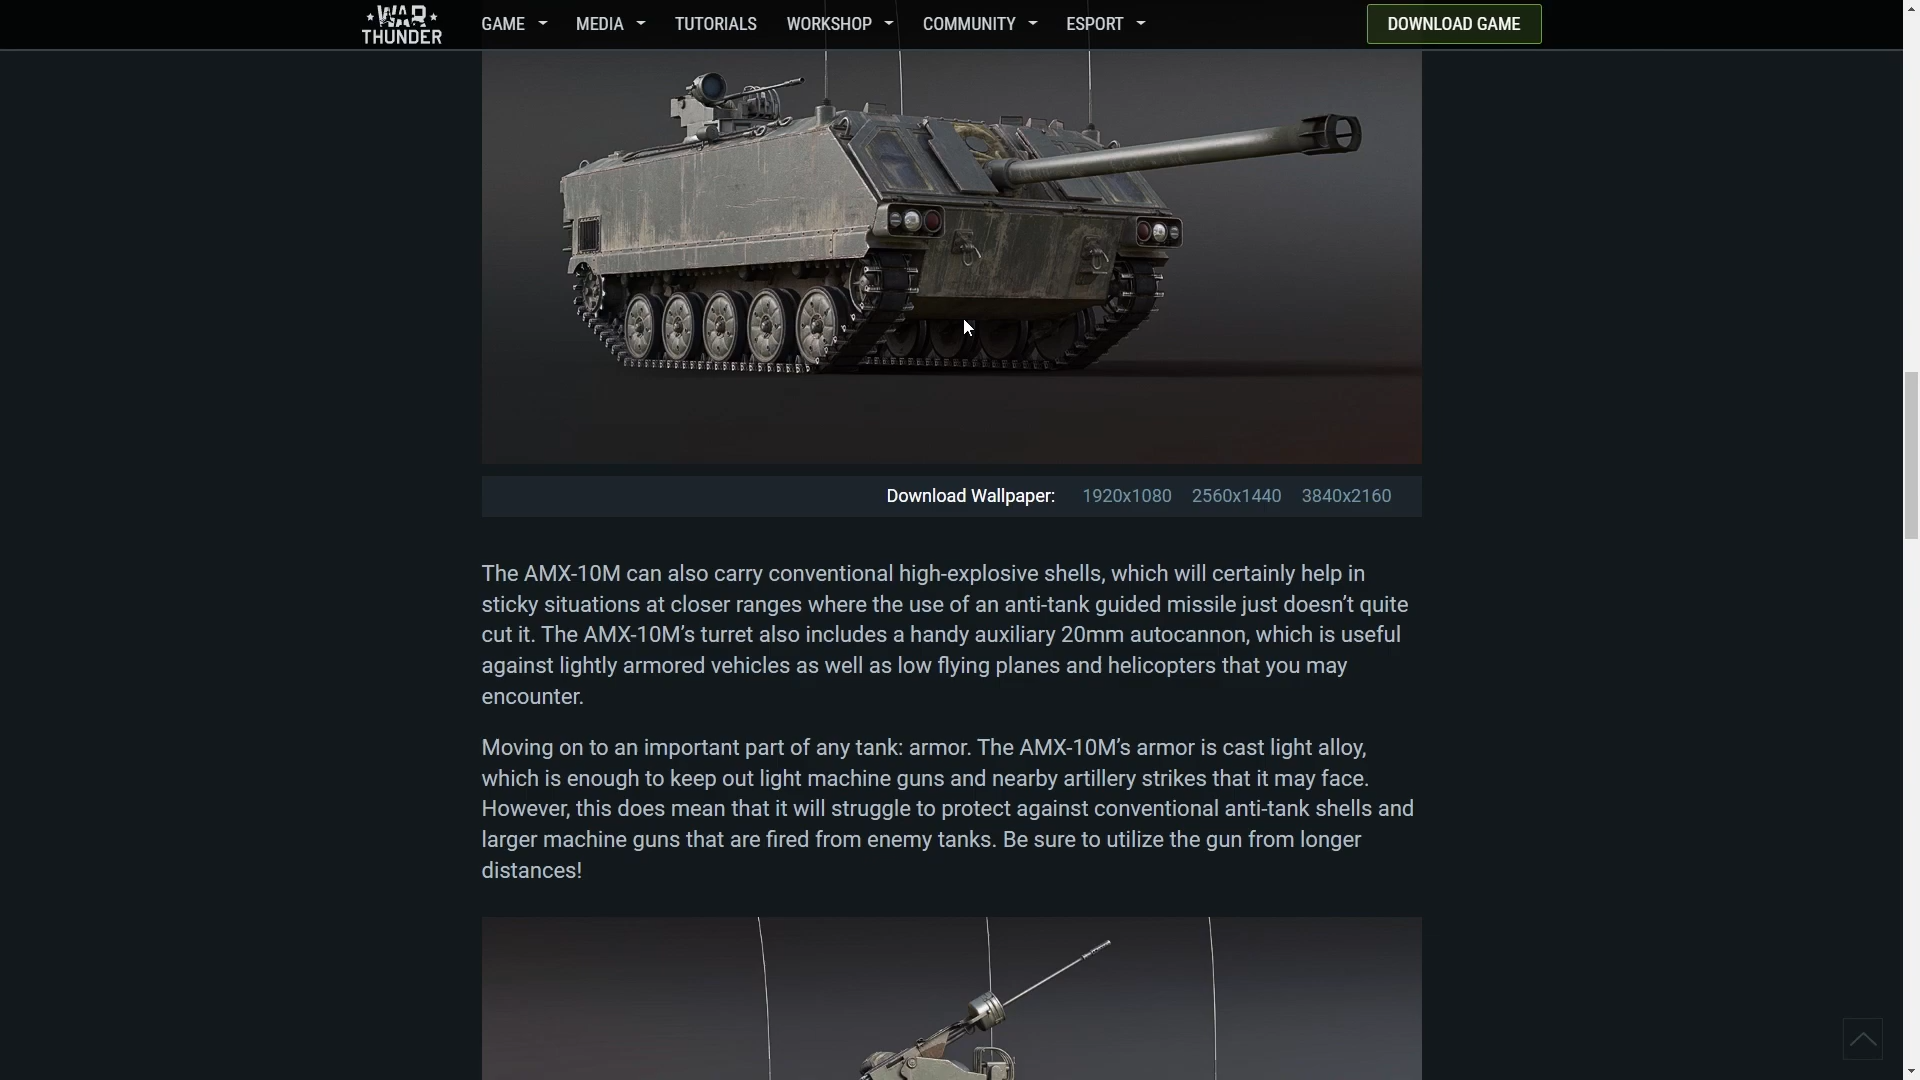 WAR
THUNDER
GAME
MEDIA
TUTORIALS
WORKSHOP
COMMUNITY
ESPORT
DOWNLOAD GAME
Download Wallpaper: 1920x1080 2560x1440 3840x2160
The AMX-10M can also carry conventional high-explosive shells, which will certainly help in
sticky situations at closer ranges where the use of an anti-tank guided missile just doesn’t quite
cut it. The AMX-10M’s turret also includes a handy auxiliary 20mm autocannon, which is useful
against lightly armored vehicles as well as low flying planes and helicopters that you may
encounter.
Moving on to an important part of any tank: armor. The AMX-10M’s armor is cast light alloy,
which is enough to keep out light machine guns and nearby artillery strikes that it may face.
However, this does mean that it will struggle to protect against conventional anti-tank shells and
larger machine guns that are fired from enemy tanks. Be sure to utilize the gun from longer
distances!